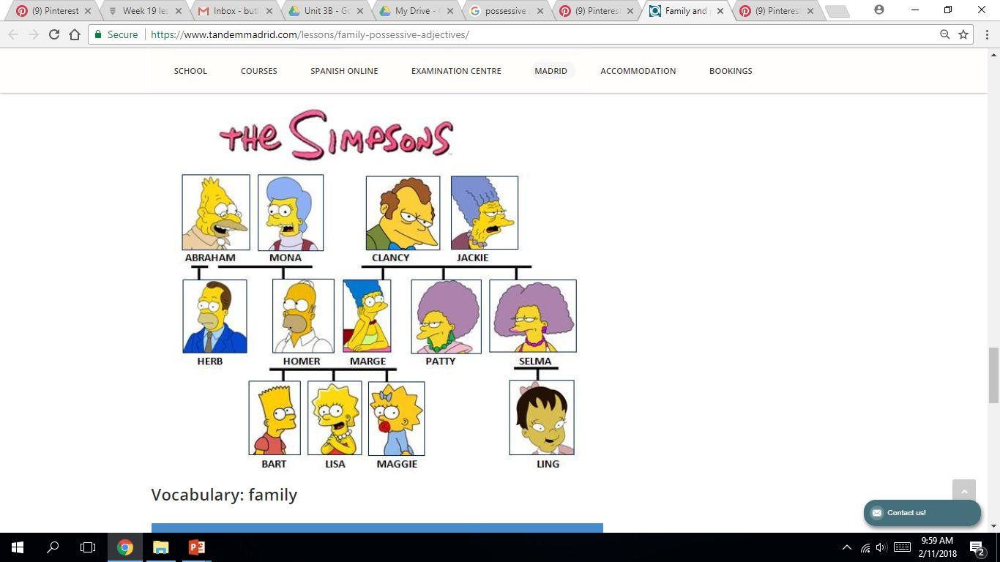 (9) Pinterest Week 19 les Inbox - but Unit 3B - Go My Drive - possessive a (9) Pinteres Family and (9) Pinteres
Secure https://www.tandemmadrid.com/lessons/family-possessive-adjectives/
SCHOOL COURSES SPANISH ONLINE EXAMINATION CENTRE MADRID ACCOMMODATION BOOKINGS
THE SIMPSONS
ABRAHAM MONA CLANCY JACKIE
HERB HOMER MARGE PATTY SELMA
BART LISA MAGGIE LING
Vocabulary: family
Contact us!
9:59 AM
2/11/2018
2